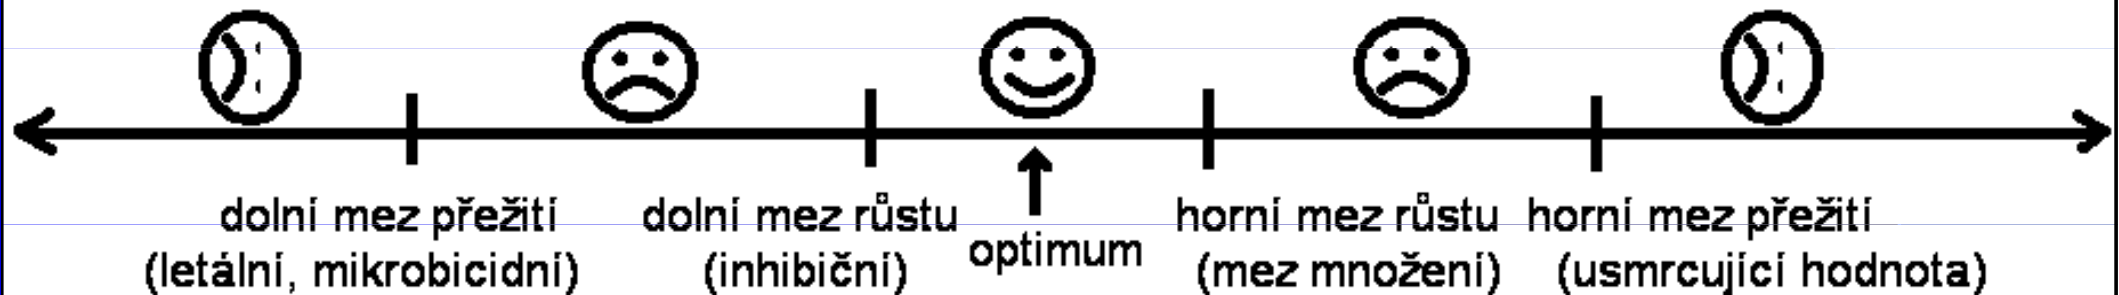 dolní mez přežití
(letální, mikrobicidní)
dolní mez růstu
(inhibiční)
optimum
horní mez růstu
(mez množení)
horní mez přežití
(usmrcující hodnota)